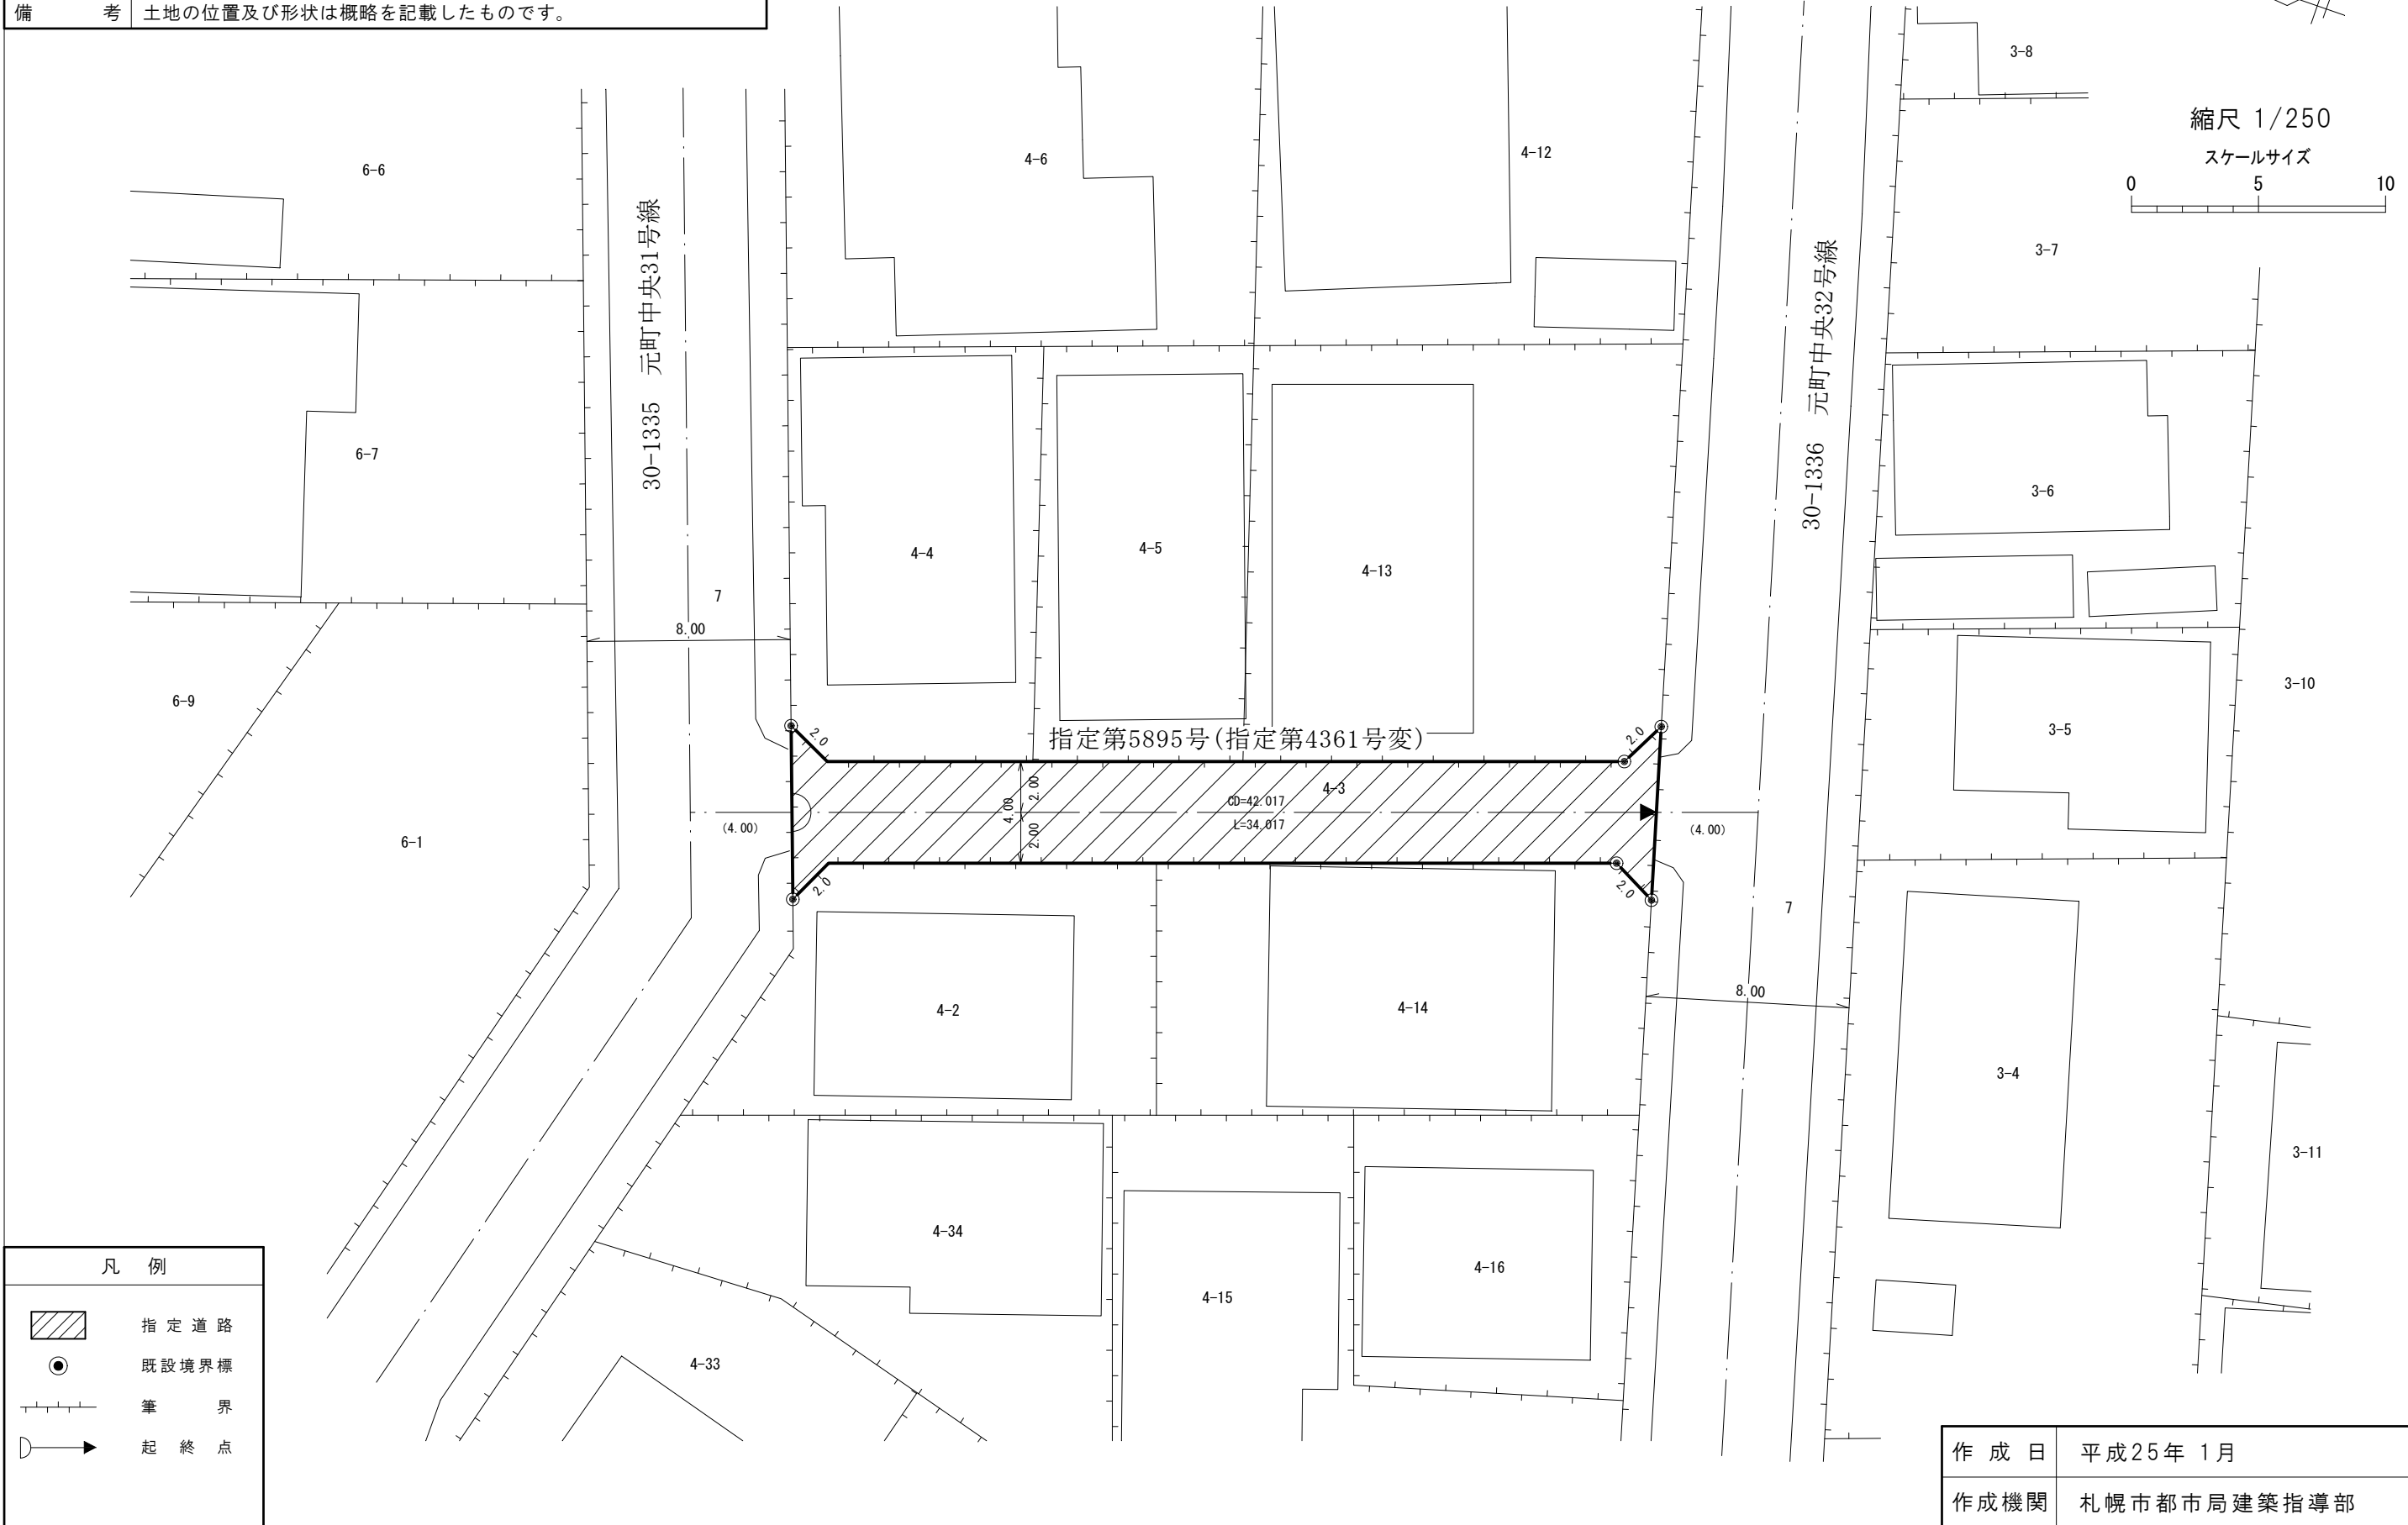 備 考 土地の位置及び形状は概略を記載したものです。
3-8
縮尺 1/250
スケールサイズ
0 5 10
6-6
4-6
4-12
3-7
30-1335 元町中央31号線
30-1336 元町中央32号線
6-7
3-6
4-4
4-5
4-13
7
8.00
6-9
3-10
3-5
2.0
指定第5895号(指定第4361号変)
2.0
4-3
4.00
2.00
2.00
CD=42.017
L=34.017
(4.00)
(4.00)
6-1
2.0
2.0
7
8.00
4-2
4-14
3-4
3-11
4-34
4-15
4-16
4-33
凡 例
指定道路
既設境界標
筆 界
起終点
作成日 平成25年 1月
作成機関 札幌市都市局建築指導部